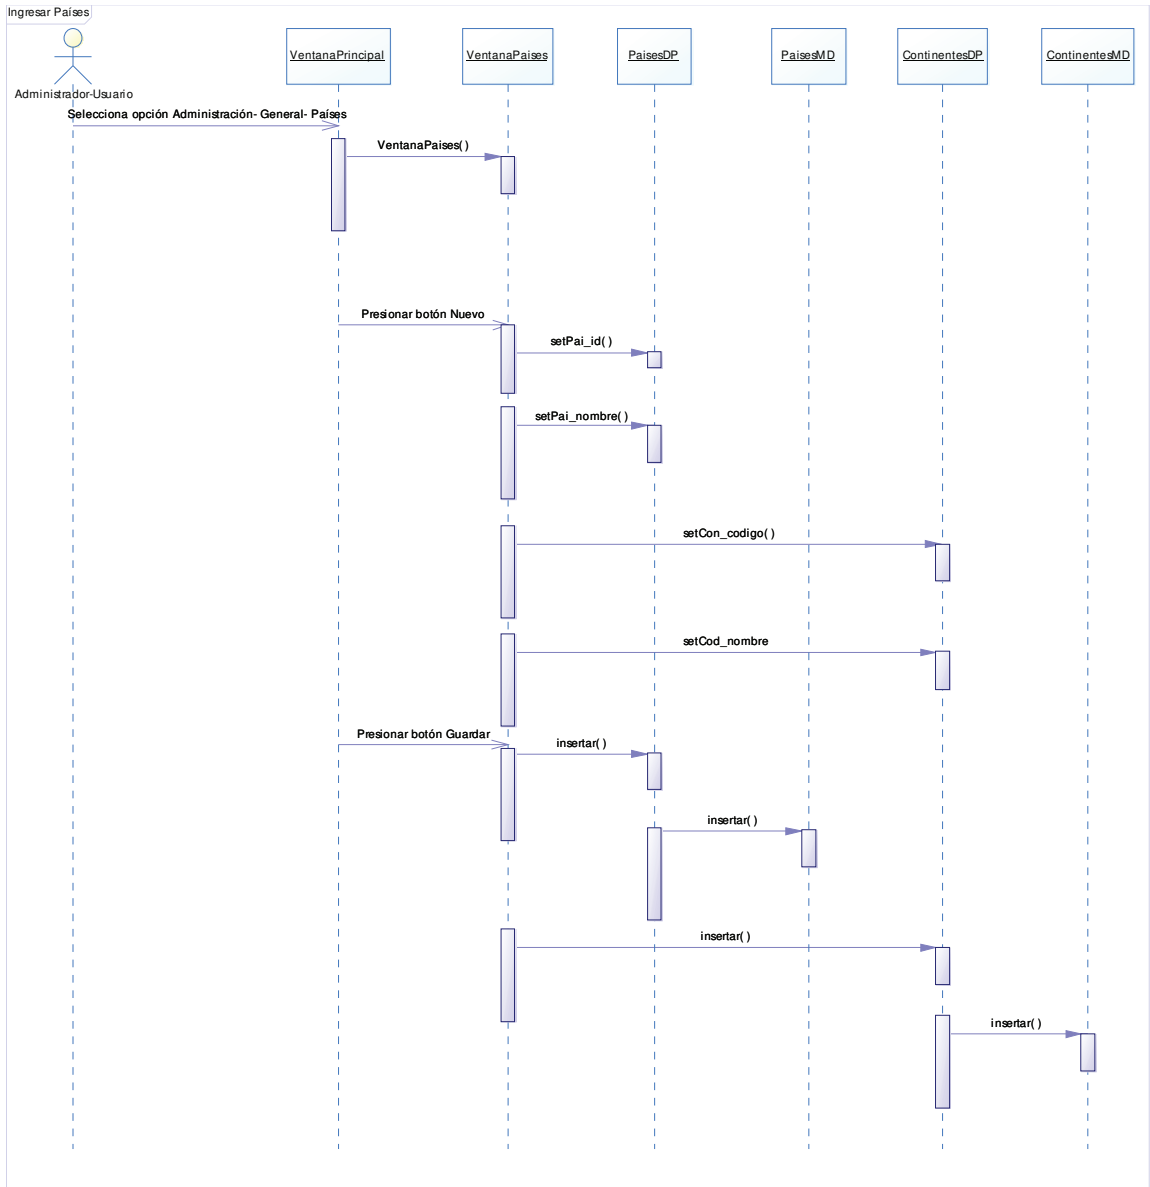 Ingresar Países
VentanaPrincipal
VentanaPaises
PaisesDP
PaisesMD
ContinentesDP
ContinentesMD
Administrador-Usuario
Selecciona opción Administración- General- Países
VentanaPaises( )
Presionar botón Nuevo
setPai_id( )
setPai_nombre( )
setCon_codigo( )
setCod_nombre
Presionar botón Guardar
insertar( )
insertar( )
insertar( )
insertar( )